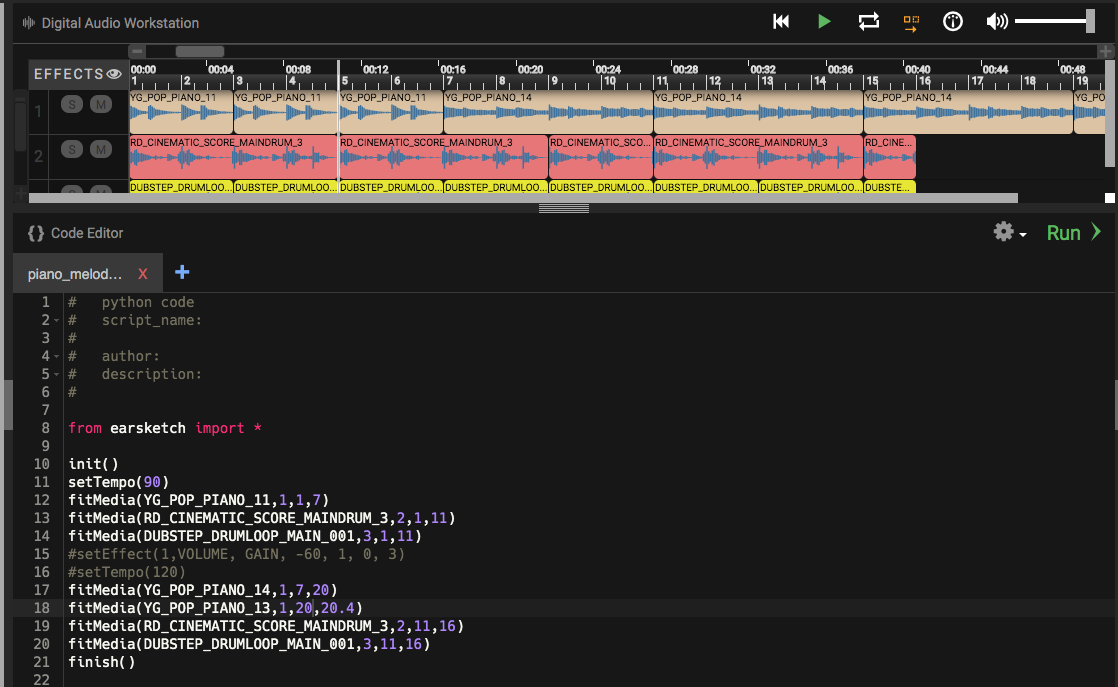 Digital Audio Workstation
EFFECTS
00:00 00:04 00:08 00:12 00:16 00:20 00:24 00:28 00:32 00:36 00:40 00:44 00:48
1 2 3 4 5 6 7 8 9 10 11 12 13 14 15 16 17 18 19
1 S M YG_POP_PIANO_11 YG_POP_PIANO_11 YG_POP_PIANO_11 YG_POP_PIANO_14 YG_POP_PIANO_14 YG_POP_PIANO_14 YG_PO
2 S M RD_CINEMATIC_SCORE_MAINDRUM_3 RD_CINEMATIC_SCORE_MAINDRUM_3 RD_CINEMATIC_SCO... RD_CINEMATIC_SCORE_MAINDRUM_3 RD_CINE...
S M DUBSTEP_DRUMLOO... DUBSTEP_DRUMLOO... DUBSTEP_DRUMLOO... DUBSTEP_DRUMLOO... DUBSTEP_DRUMLOO... DUBSTEP_DRUMLOO... DUBSTEP_DRUMLOO... DUBSTE...
{} Code Editor Run
piano_melod... X +
1 # python code
2 # script_name:
3 #
4 # author:
5 # description:
6 #
7
8 from earsketch import *
9
10 init()
11 setTempo(90)
12 fitMedia(YG_POP_PIANO_11,1,1,7)
13 fitMedia(RD_CINEMATIC_SCORE_MAINDRUM_3,2,1,11)
14 fitMedia(DUBSTEP_DRUMLOOP_MAIN_001,3,1,11)
15 #setEffect(1,VOLUME, GAIN, -60, 1, 0, 3)
16 #setTempo(120)
17 fitMedia(YG_POP_PIANO_14,1,7,20)
18 fitMedia(YG_POP_PIANO_13,1,20,20.4)
19 fitMedia(RD_CINEMATIC_SCORE_MAINDRUM_3,2,11,16)
20 fitMedia(DUBSTEP_DRUMLOOP_MAIN_001,3,11,16)
21 finish()
22